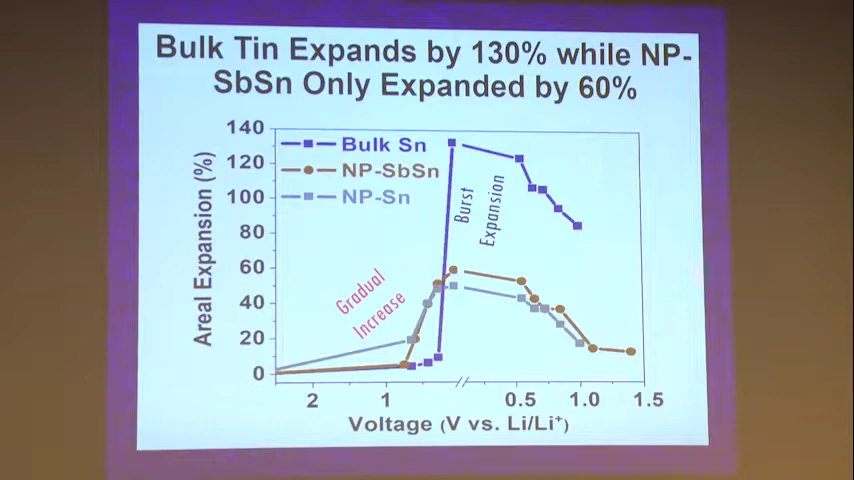 Bulk Tin Expands by 130% while NP-
SbSn Only Expanded by 60%
140
120
100
80
60
40
20
0
Areal Expansion (%)
Bulk Sn
NP-SbSn
NP-Sn
Burst
Expansion
Gradual
Increase
2
1
0.5
1.0
1.5
Voltage (V vs. Li/Li+)